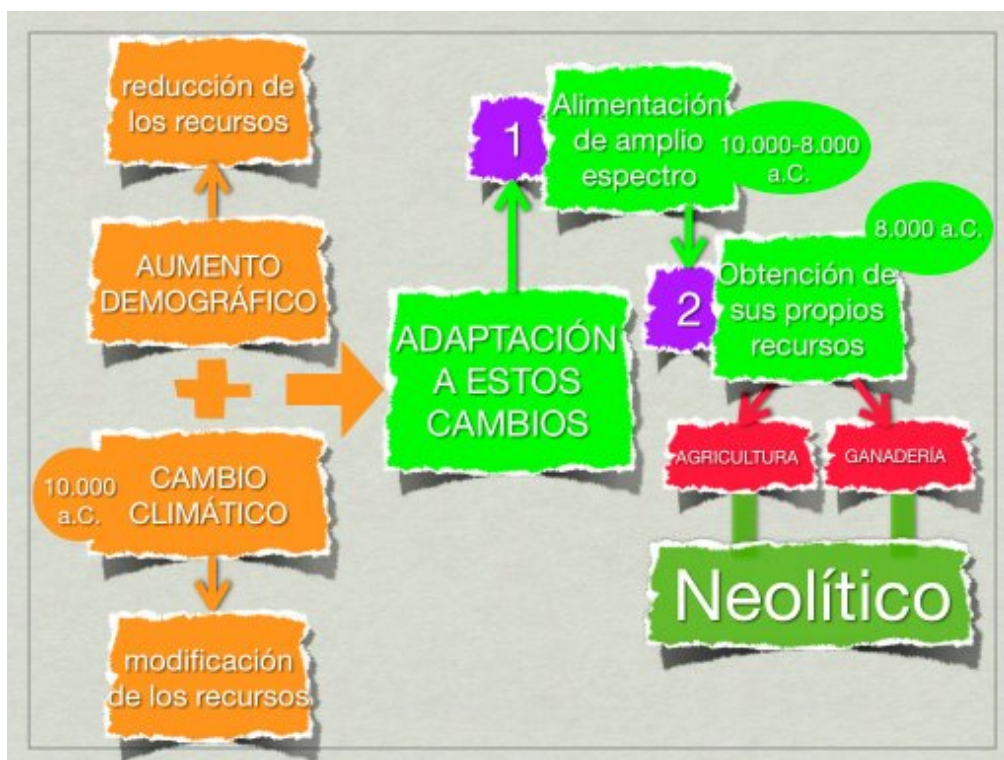 reducción de
los recursos
AUMENTO
DEMOGRÁFICO
10.000
a.C.
CAMBIO
CLIMÁTICO
modificación
de los recursos
ADAPTACIÓN
A ESTOS
CAMBIOS
1
Alimentación
de amplio
espectro
10.000-8.000
a.C.
2
Obtención de
sus propios
recursos
8.000 a.C.
AGRICULTURA
GANADERÍA
Neolítico